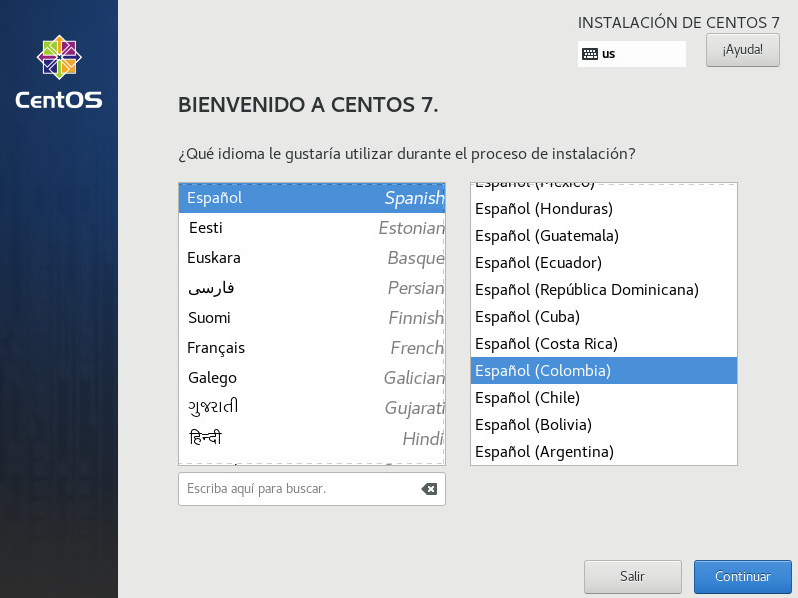 INSTALACIÓN DE CENTOS 7
us
¡Ayuda!
CentOS
BIENVENIDO A CENTOS 7.
¿Qué idioma le gustaría utilizar durante el proceso de instalación?
Español Spanish
Eesti Estonian
Euskara Basque
فارسی Persian
Suomi Finnish
Français French
Galego Galician
ગુજરાતી Gujarati
हिन्दी Hindi
Español (México)
Español (Honduras)
Español (Guatemala)
Español (Ecuador)
Español (República Dominicana)
Español (Cuba)
Español (Costa Rica)
Español (Colombia)
Español (Chile)
Español (Bolivia)
Español (Argentina)
Escriba aquí para buscar.
Salir
Continuar